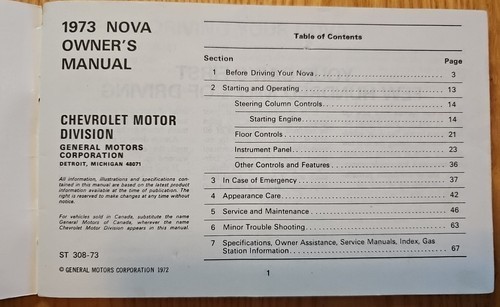 1973 NOVA
OWNER'S
MANUAL
CHEVROLET MOTOR
DIVISION
GENERAL MOTORS
CORPORATION
DETROIT, MICHIGAN 48071
All information, illustrations and specifications con-
tained in this manual are based on the latest product
information available at the time of publication. The
right is reserved to make changes at any time without
notice.
For vehicles sold in Canada, substitute the name
General Motors of Canada, wherever the name
Chevrolet Motor Division appears in this manual.
ST 308-73
© GENERAL MOTORS CORPORATION 1972
Table of Contents
Section Page
1 Before Driving Your Nova 3
2 Starting and Operating 13
Steering Column Controls 14
Starting Engine 14
Floor Controls 21
Instrument Panel 23
Other Controls and Features 36
3 In Case of Emergency 37
4 Appearance Care 42
5 Service and Maintenance 46
6 Minor Trouble Shooting 63
7 Specifications, Owner Assistance, Service Manuals, Index, Gas
Station Information 67
1